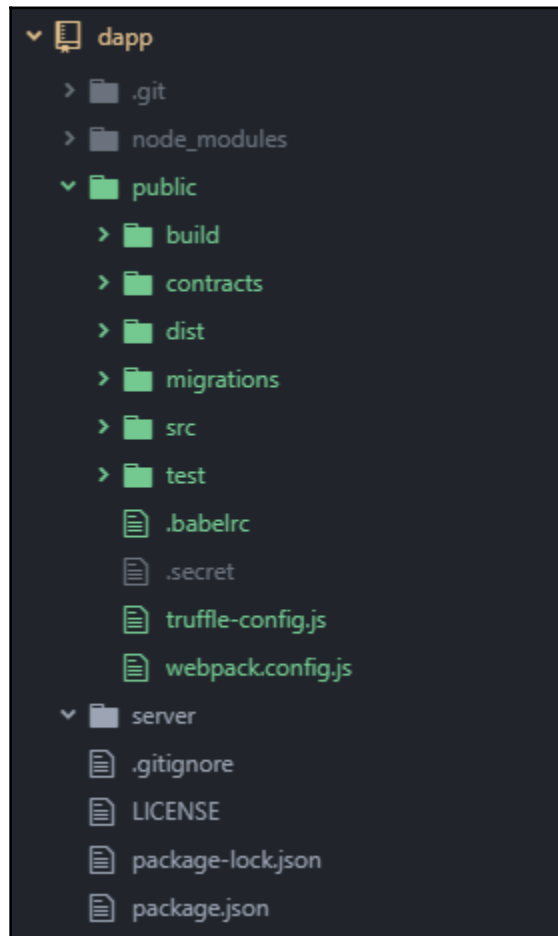 dapp
.git
node_modules
public
build
contracts
dist
migrations
src
test
.babelrc
.secret
truffle-config.js
webpack.config.js
server
.gitignore
LICENSE
package-lock.json
package.json